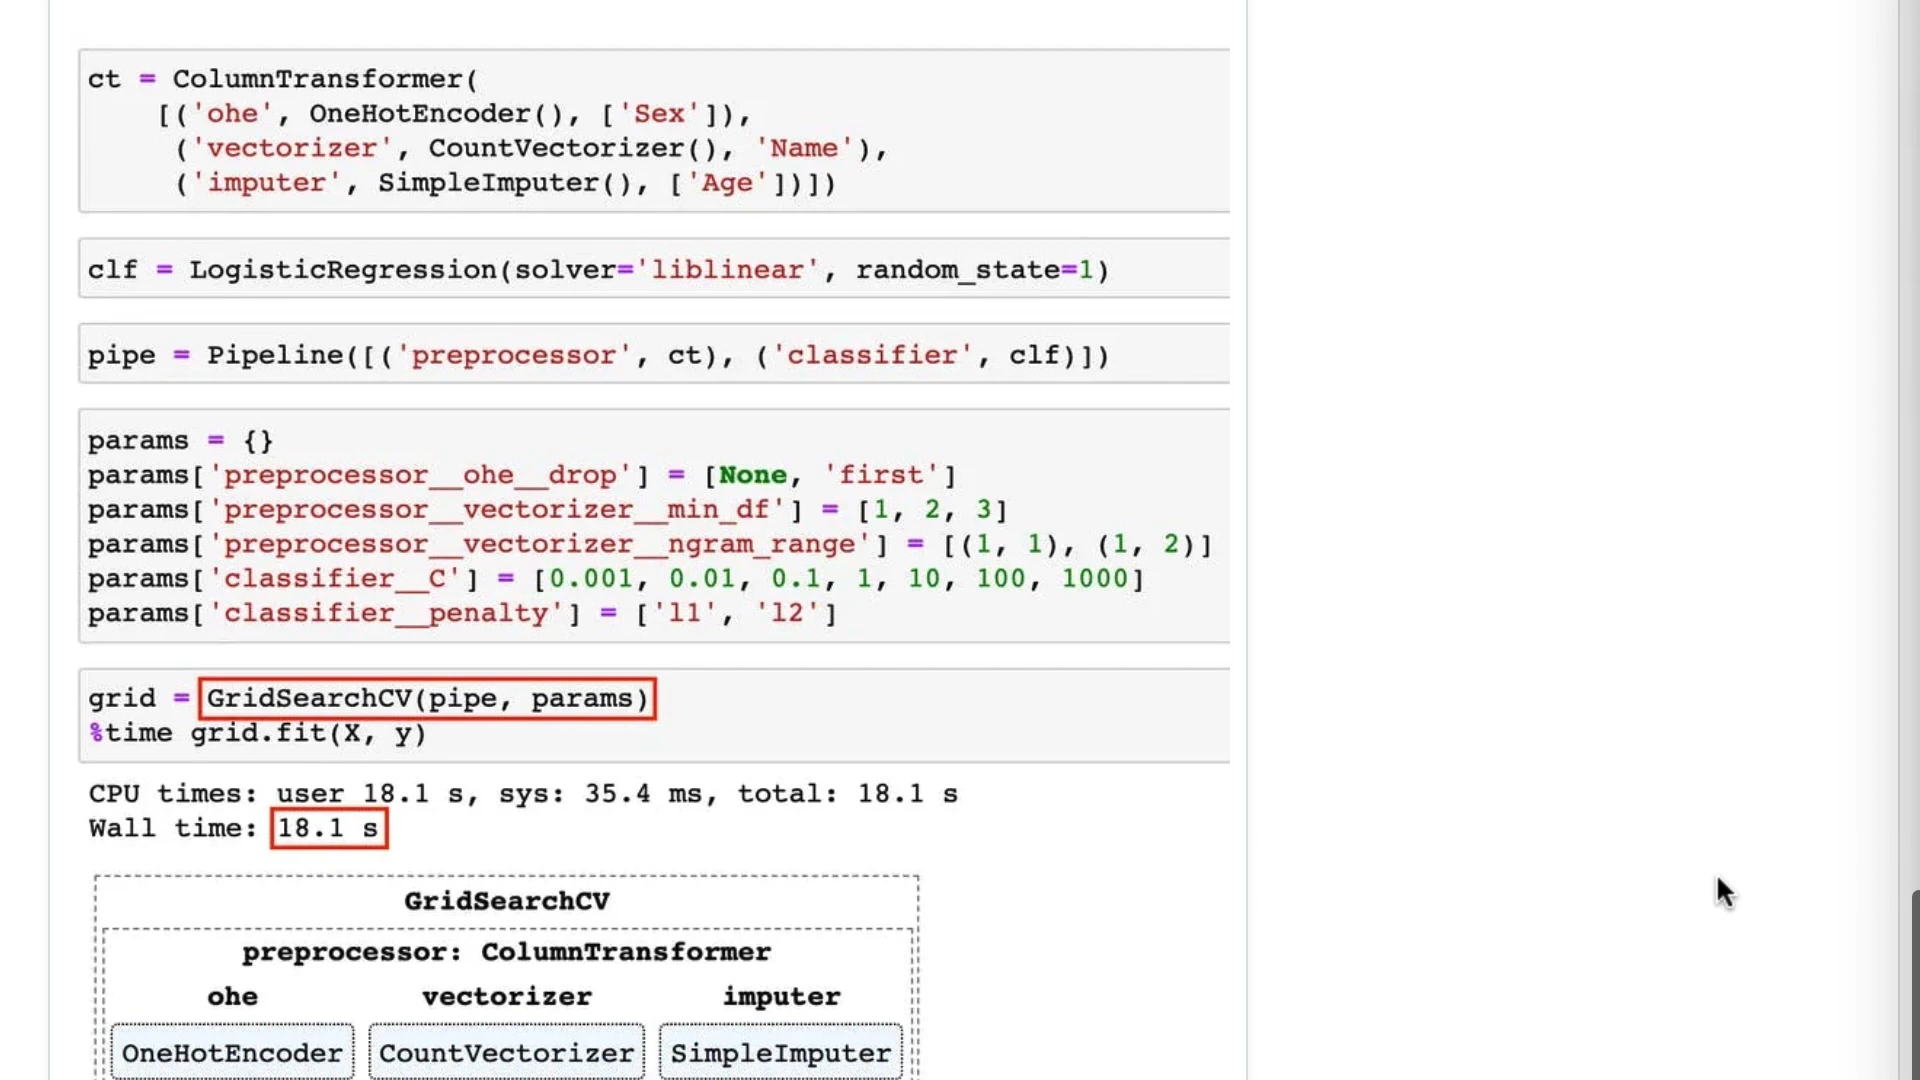 ct = ColumnTransformer(
    [('ohe', OneHotEncoder(), ['Sex']),
     ('vectorizer', CountVectorizer(), 'Name'),
     ('imputer', SimpleImputer(), ['Age'])])
clf = LogisticRegression(solver='liblinear', random_state=1)
pipe = Pipeline([('preprocessor', ct), ('classifier', clf)])
params = {}
params['preprocessor__ohe__drop'] = [None, 'first']
params['preprocessor__vectorizer__min_df'] = [1, 2, 3]
params['preprocessor__vectorizer__ngram_range'] = [(1, 1), (1, 2)]
params['classifier__C'] = [0.001, 0.01, 0.1, 1, 10, 100, 1000]
params['classifier__penalty'] = ['l1', 'l2']
grid = GridSearchCV(pipe, params)
%time grid.fit(X, y)
CPU times: user 18.1 s, sys: 35.4 ms, total: 18.1 s
Wall time: 18.1 s
GridSearchCV
preprocessor: ColumnTransformer
ohe vectorizer imputer
OneHotEncoder CountVectorizer SimpleImputer